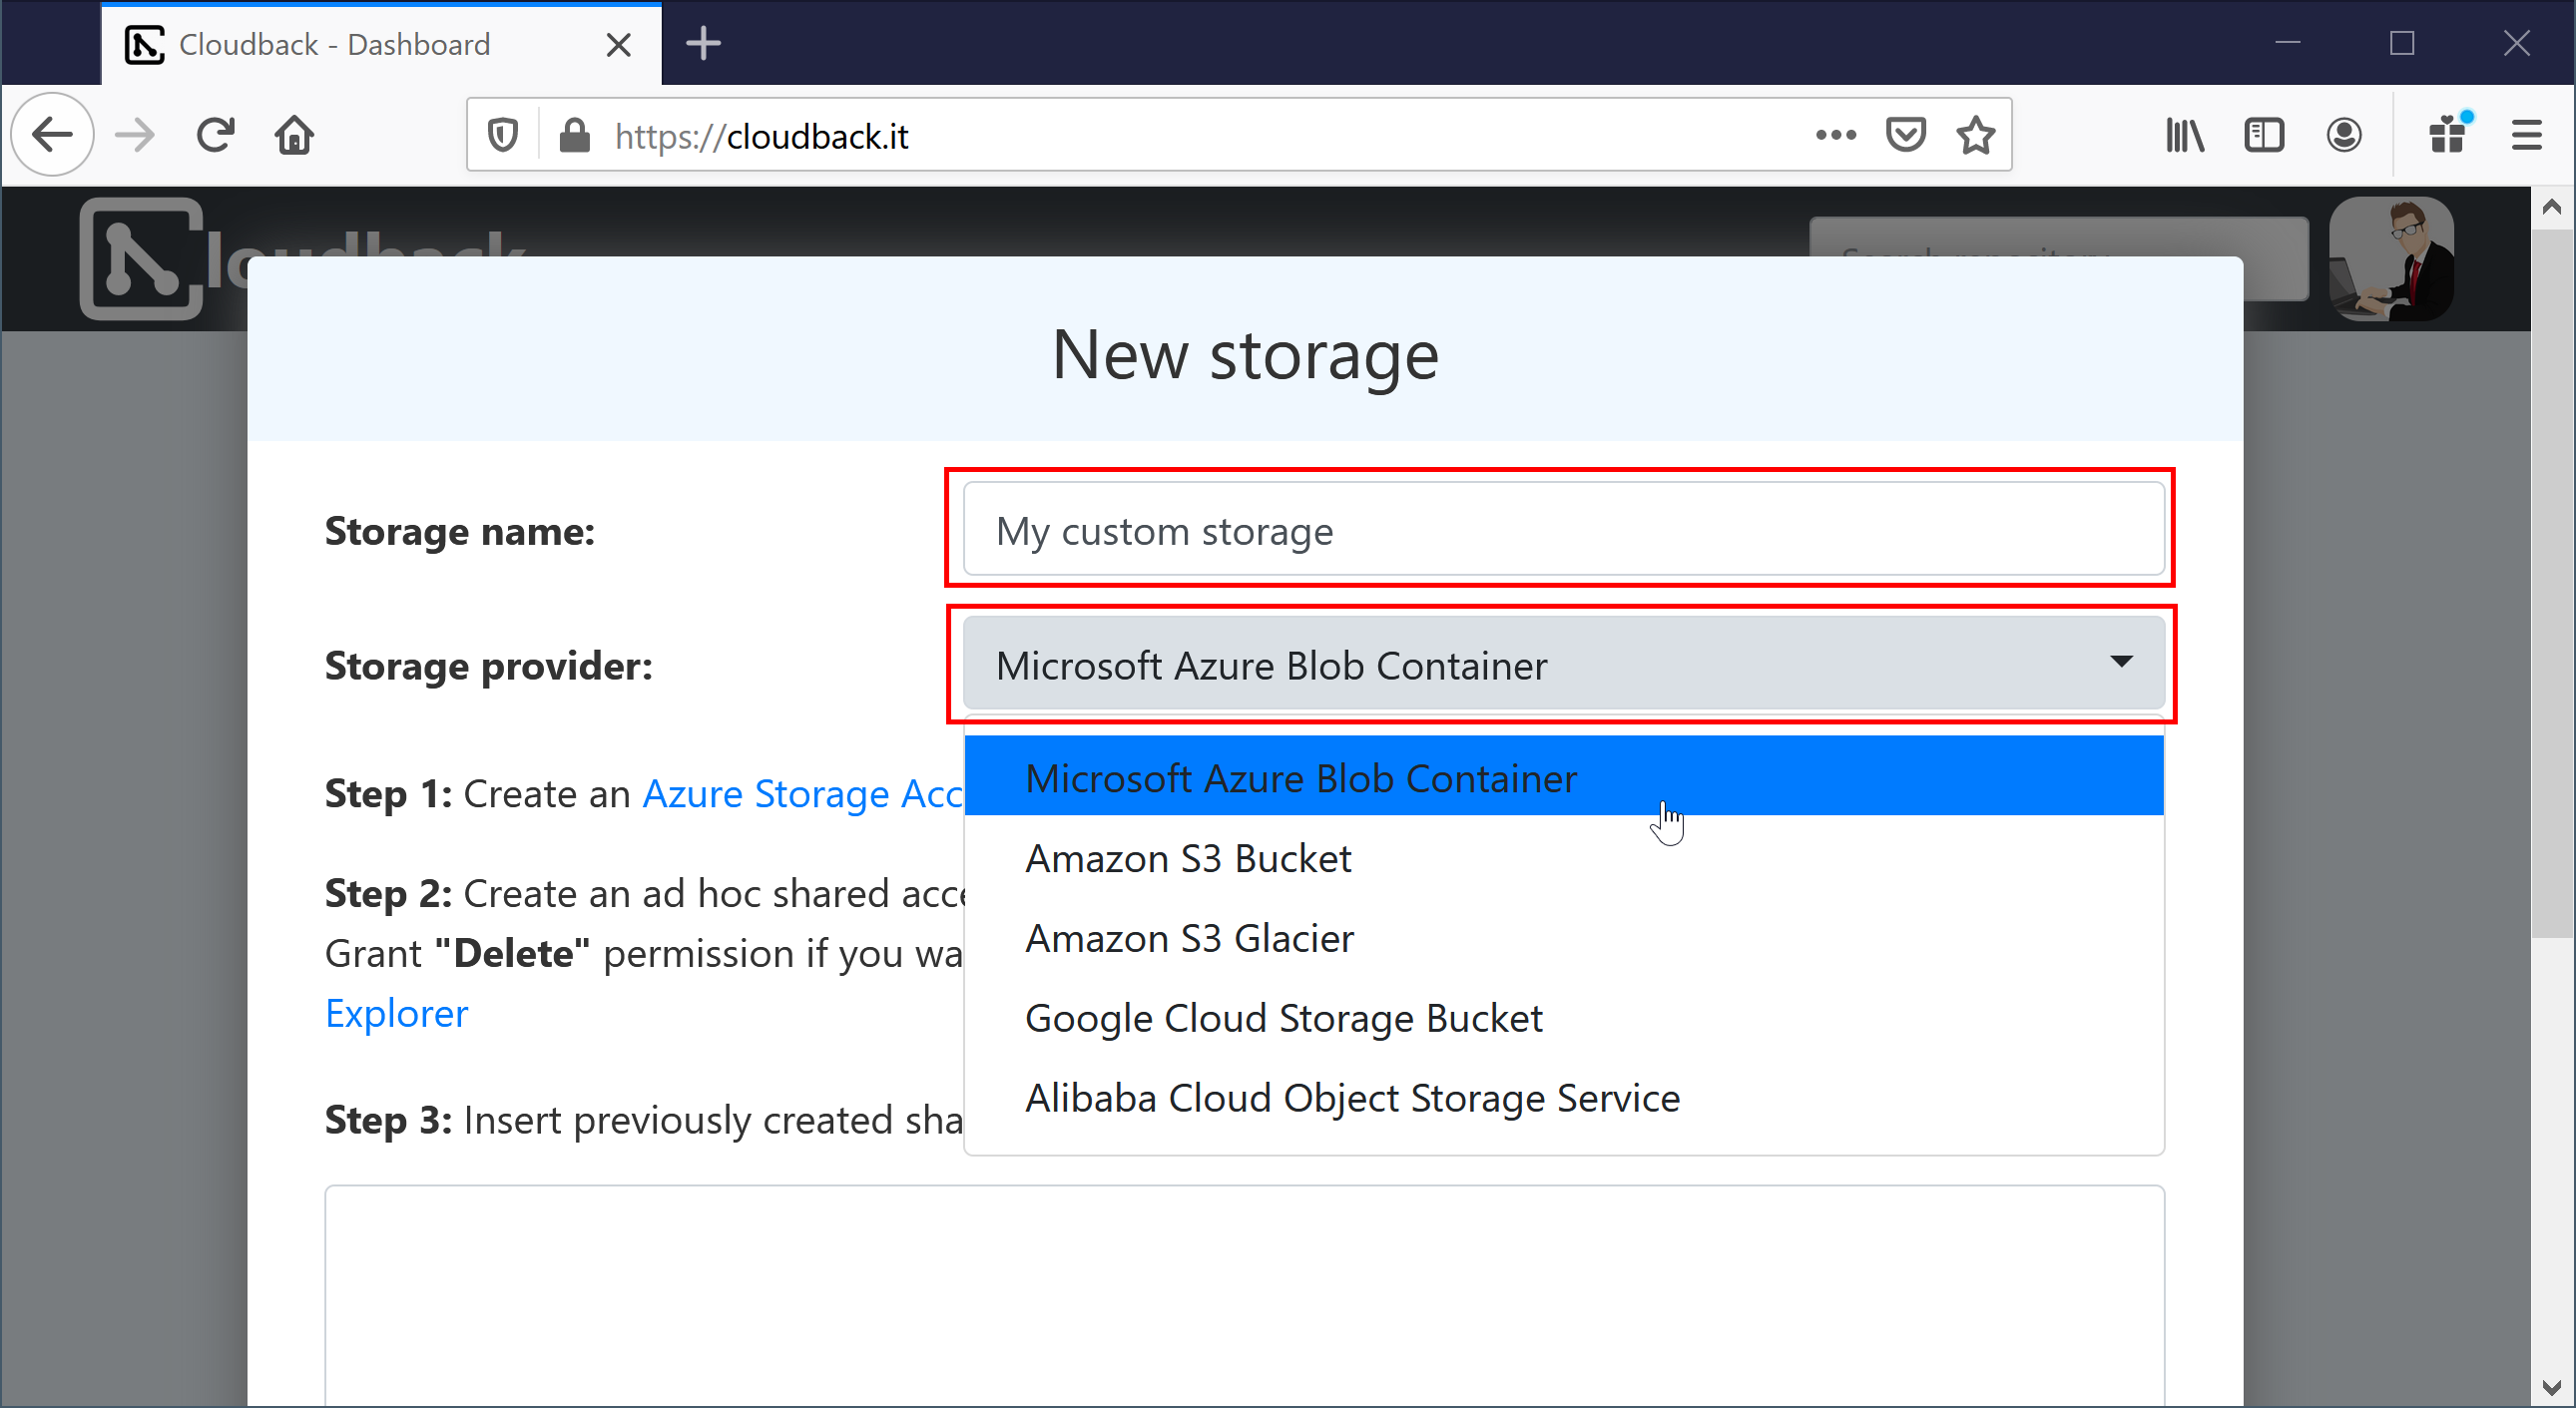 Cloudback - Dashboard
https://cloudback.it
New storage
Storage name:
My custom storage
Storage provider:
Microsoft Azure Blob Container
Microsoft Azure Blob Container
Amazon S3 Bucket
Amazon S3 Glacier
Google Cloud Storage Bucket
Alibaba Cloud Object Storage Service
Step 1: Create an Azure Storage Acc
Step 2: Create an ad hoc shared acce
Grant "Delete" permission if you wa
Explorer
Step 3: Insert previously created sha